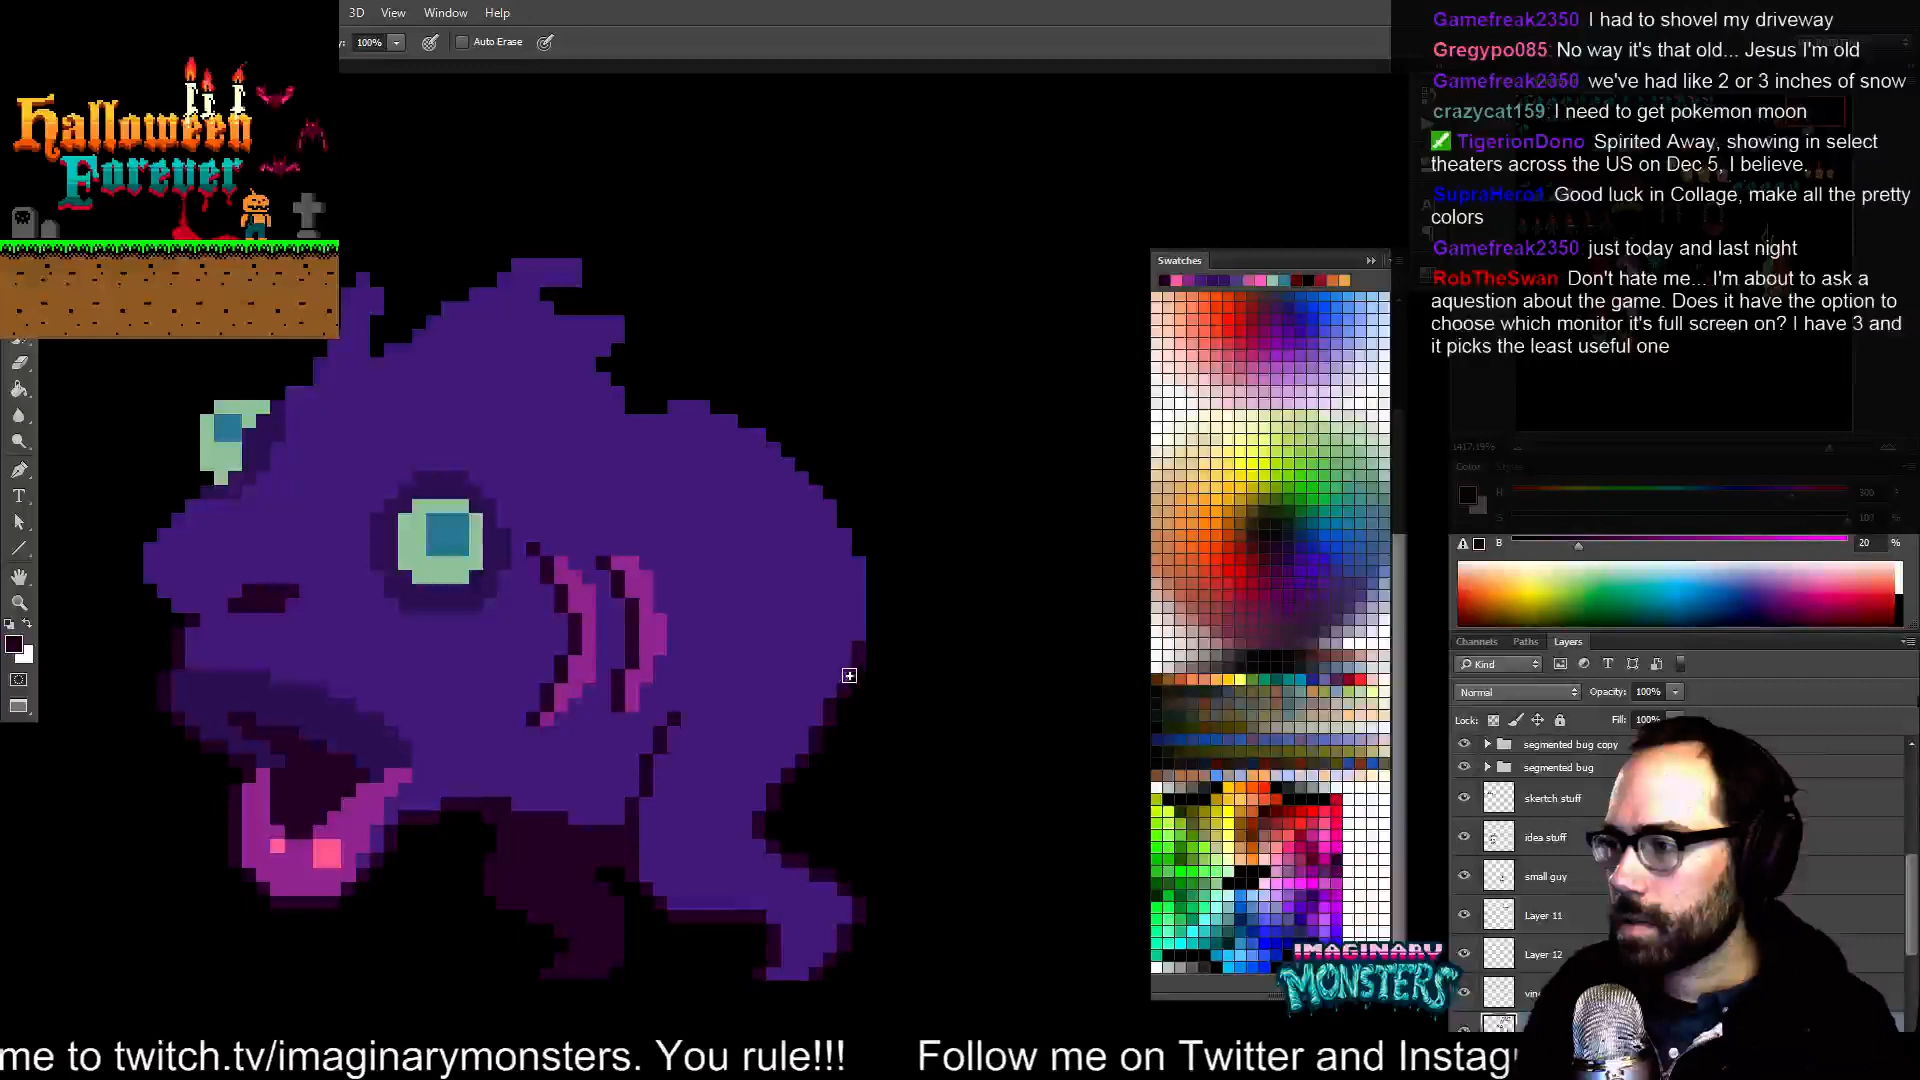 3D View Window Help
100% Auto Erase
Halloween
Forever
Swatches
Gamefreak2350 I had to shovel my driveway
Gregypo085: No way it's that old... Jesus I'm old
Gamefreak2350 we've had like 2 or 3 inches of snow
crazycat159 I need to get pokemon moon
TigerionDono Spirited Away, showing in select
theaters across the US on Dec 5, I believe.
SupraHero1 Good luck in Collage, make all the pretty
colors
Gamefreak2350 just today and last night
RobTheSwan Don't hate me... I'm about to ask a
aquestion about the game. Does it have the option to
choose which monitor it's full screen on? I have 3 and
it picks the least useful one
1417.19%
Color
H 300
S 100 %
B 20 %
Channels Paths Layers
Kind
Normal Opacity: 100%
Lock: Fill: 100%
segmented bug copy
segmented bug
skertch stuff
idea stuff
small guy
Layer 11
Layer 12
IMAGINARY
MONSTERS
me to twitch.tv/imaginarymonsters. You rule!!! Follow me on Twitter and Instag